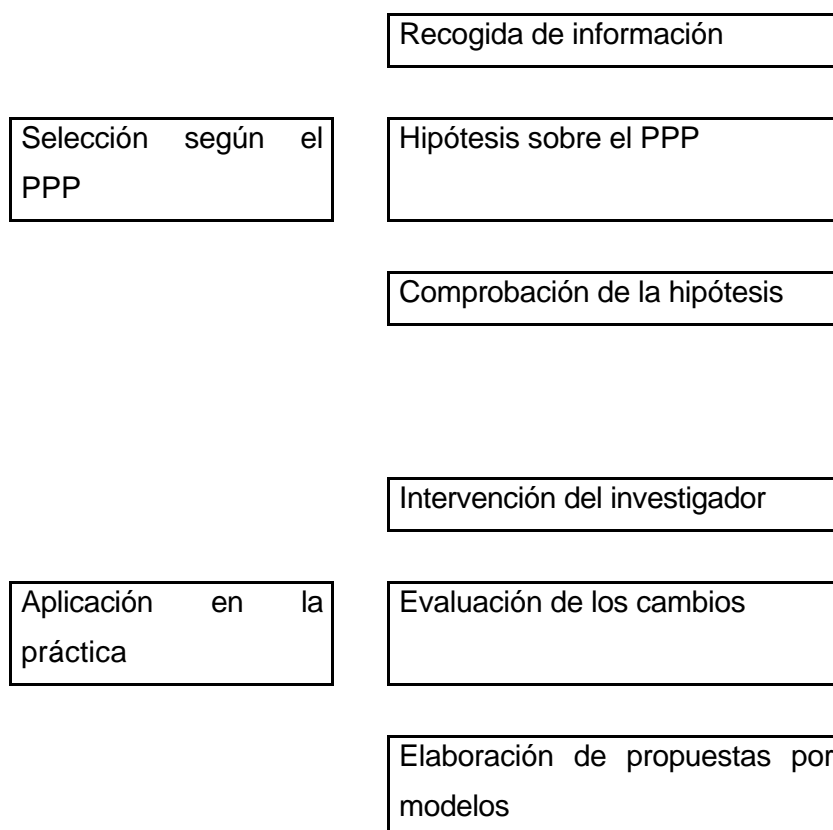 Recogida de información
Selección según el
PPP
Hipótesis sobre el PPP
Comprobación de la hipótesis
Intervención del investigador
Aplicación en la
práctica
Evaluación de los cambios
Elaboración de propuestas por
modelos